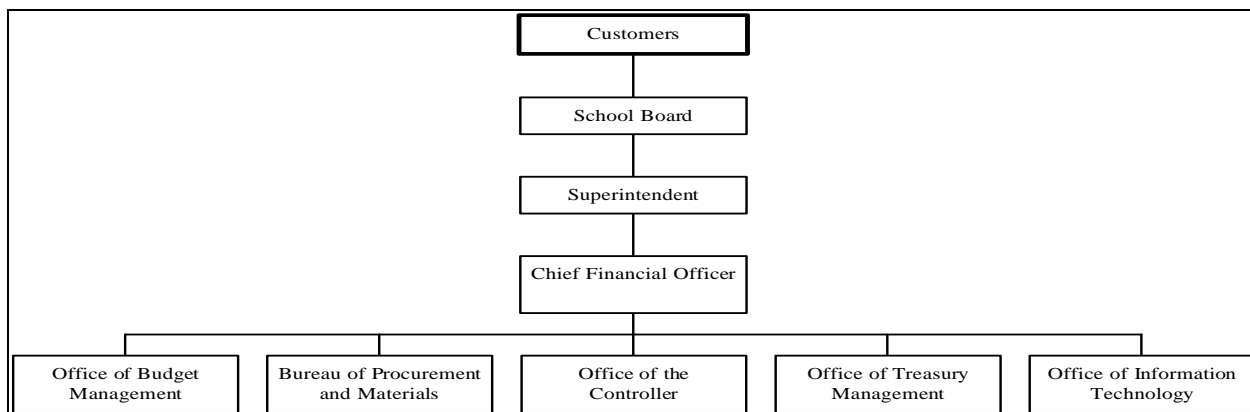 Customers
School Board
Superintendent
Chief Financial Officer
Office of Budget
Management
Bureau of Procurement
and Materials
Office of the
Controller
Office of Treasury
Management
Office of Information
Technology